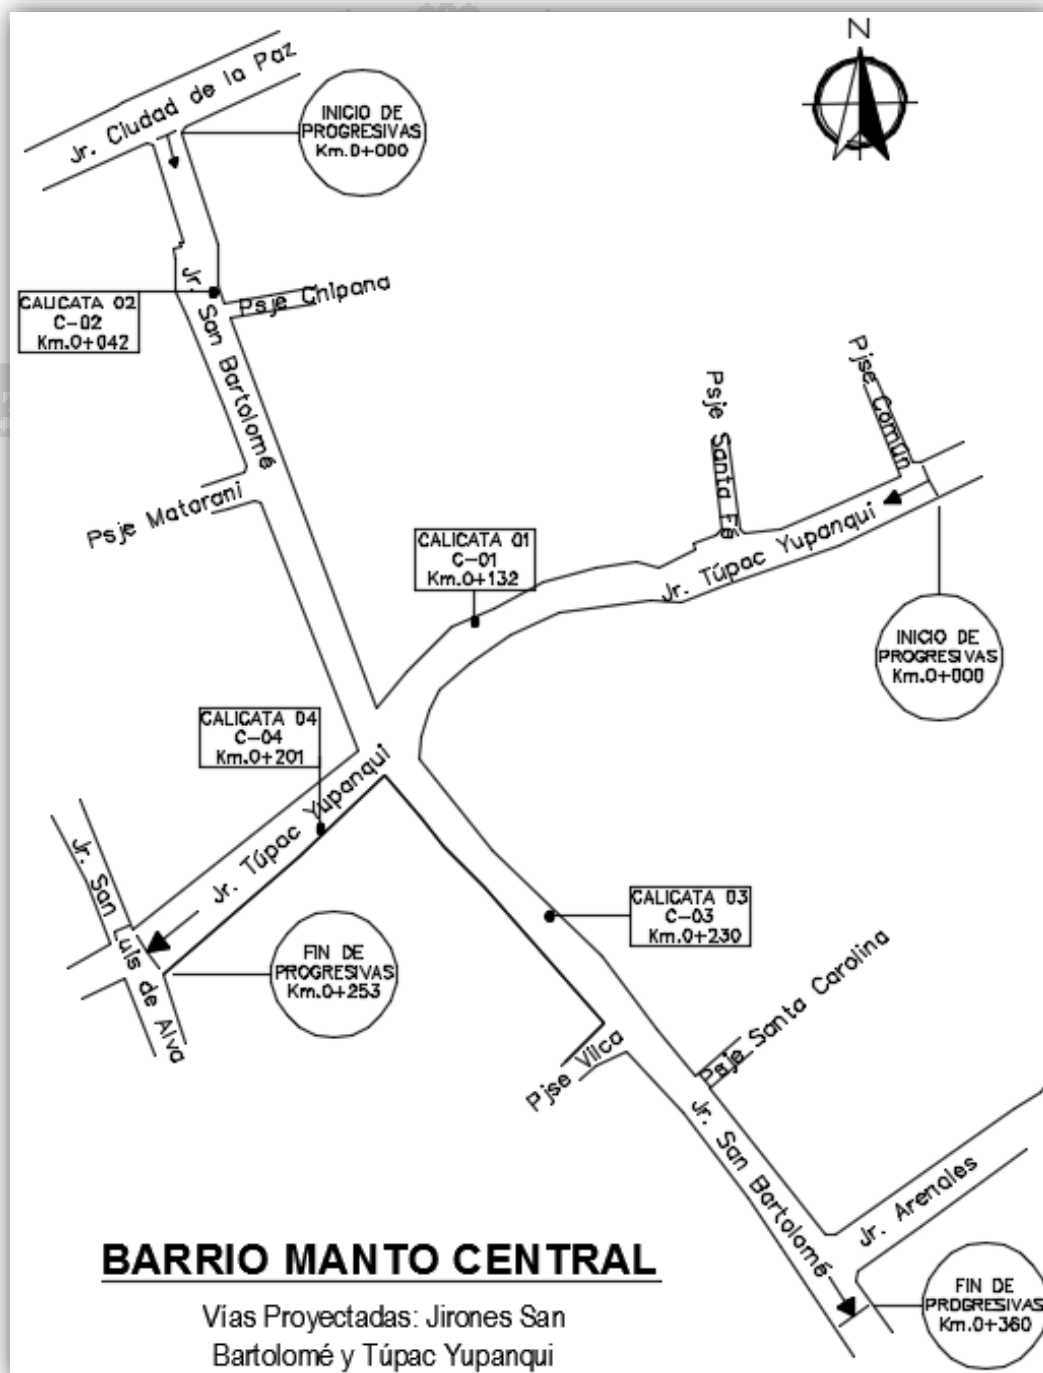 N
Jr. Ciudad de la Paz
INICIO DE
PROGRESIVAS
Km.0+000
CALICATA 02
C-02
Km.0+042
Jr. San Bartolomé
Psje Chipana
Psje Matarani
Psje Santa Fé
Pjse Común
CALICATA 01
C-01
Km.0+132
Jr. Túpac Yupanqui
INICIO DE
PROGRESIVAS
Km.0+000
CALICATA 04
C-04
Km.0+201
Jr. Túpac Yupanqui
Jr. San Luis de Alva
FIN DE
PROGRESIVAS
Km.0+253
CALICATA 03
C-03
Km.0+230
Psje Santa Carolina
Pjse Vilca
Jr. San Bartolomé
Jr. Arenales
FIN DE
PROGRESIVAS
Km.0+360
BARRIO MANTO CENTRAL
Vías Proyectadas: Jirones San
Bartolomé y Túpac Yupanqui